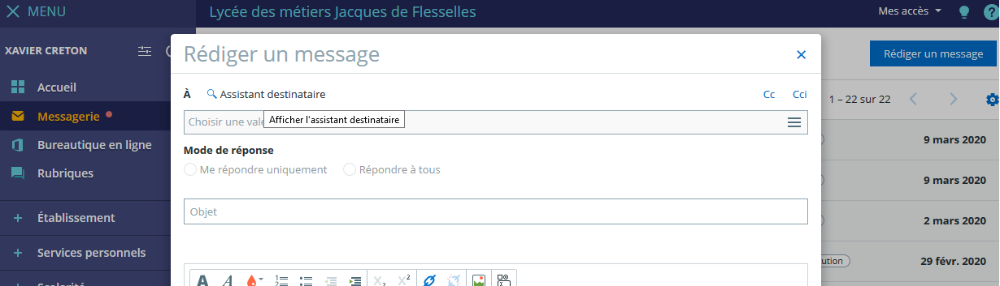 MENU
Lycée des métiers Jacques de Flesselles
Mes accès
XAVIER CRETON
Rédiger un message
Rédiger un message
Accueil
À Assistant destinataire Cc Cci
1 – 22 sur 22
Messagerie
Choisir une
Afficher l'assistant destinataire
Bureautique en ligne
Mode de réponse
9 mars 2020
Rubriques
Me répondre uniquement Répondre à tous
9 mars 2020
Établissement
Objet
2 mars 2020
Services personnels
ution
29 févr. 2020
Scolarité